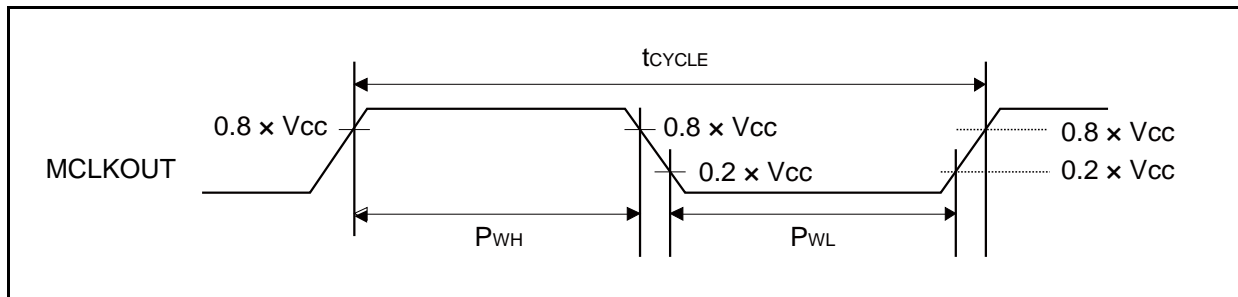 tCYCLE
0.8 × Vcc
0.8 × Vcc
0.8 × Vcc
MCLKOUT
0.2 × Vcc
0.2 × Vcc
PWH
PWL